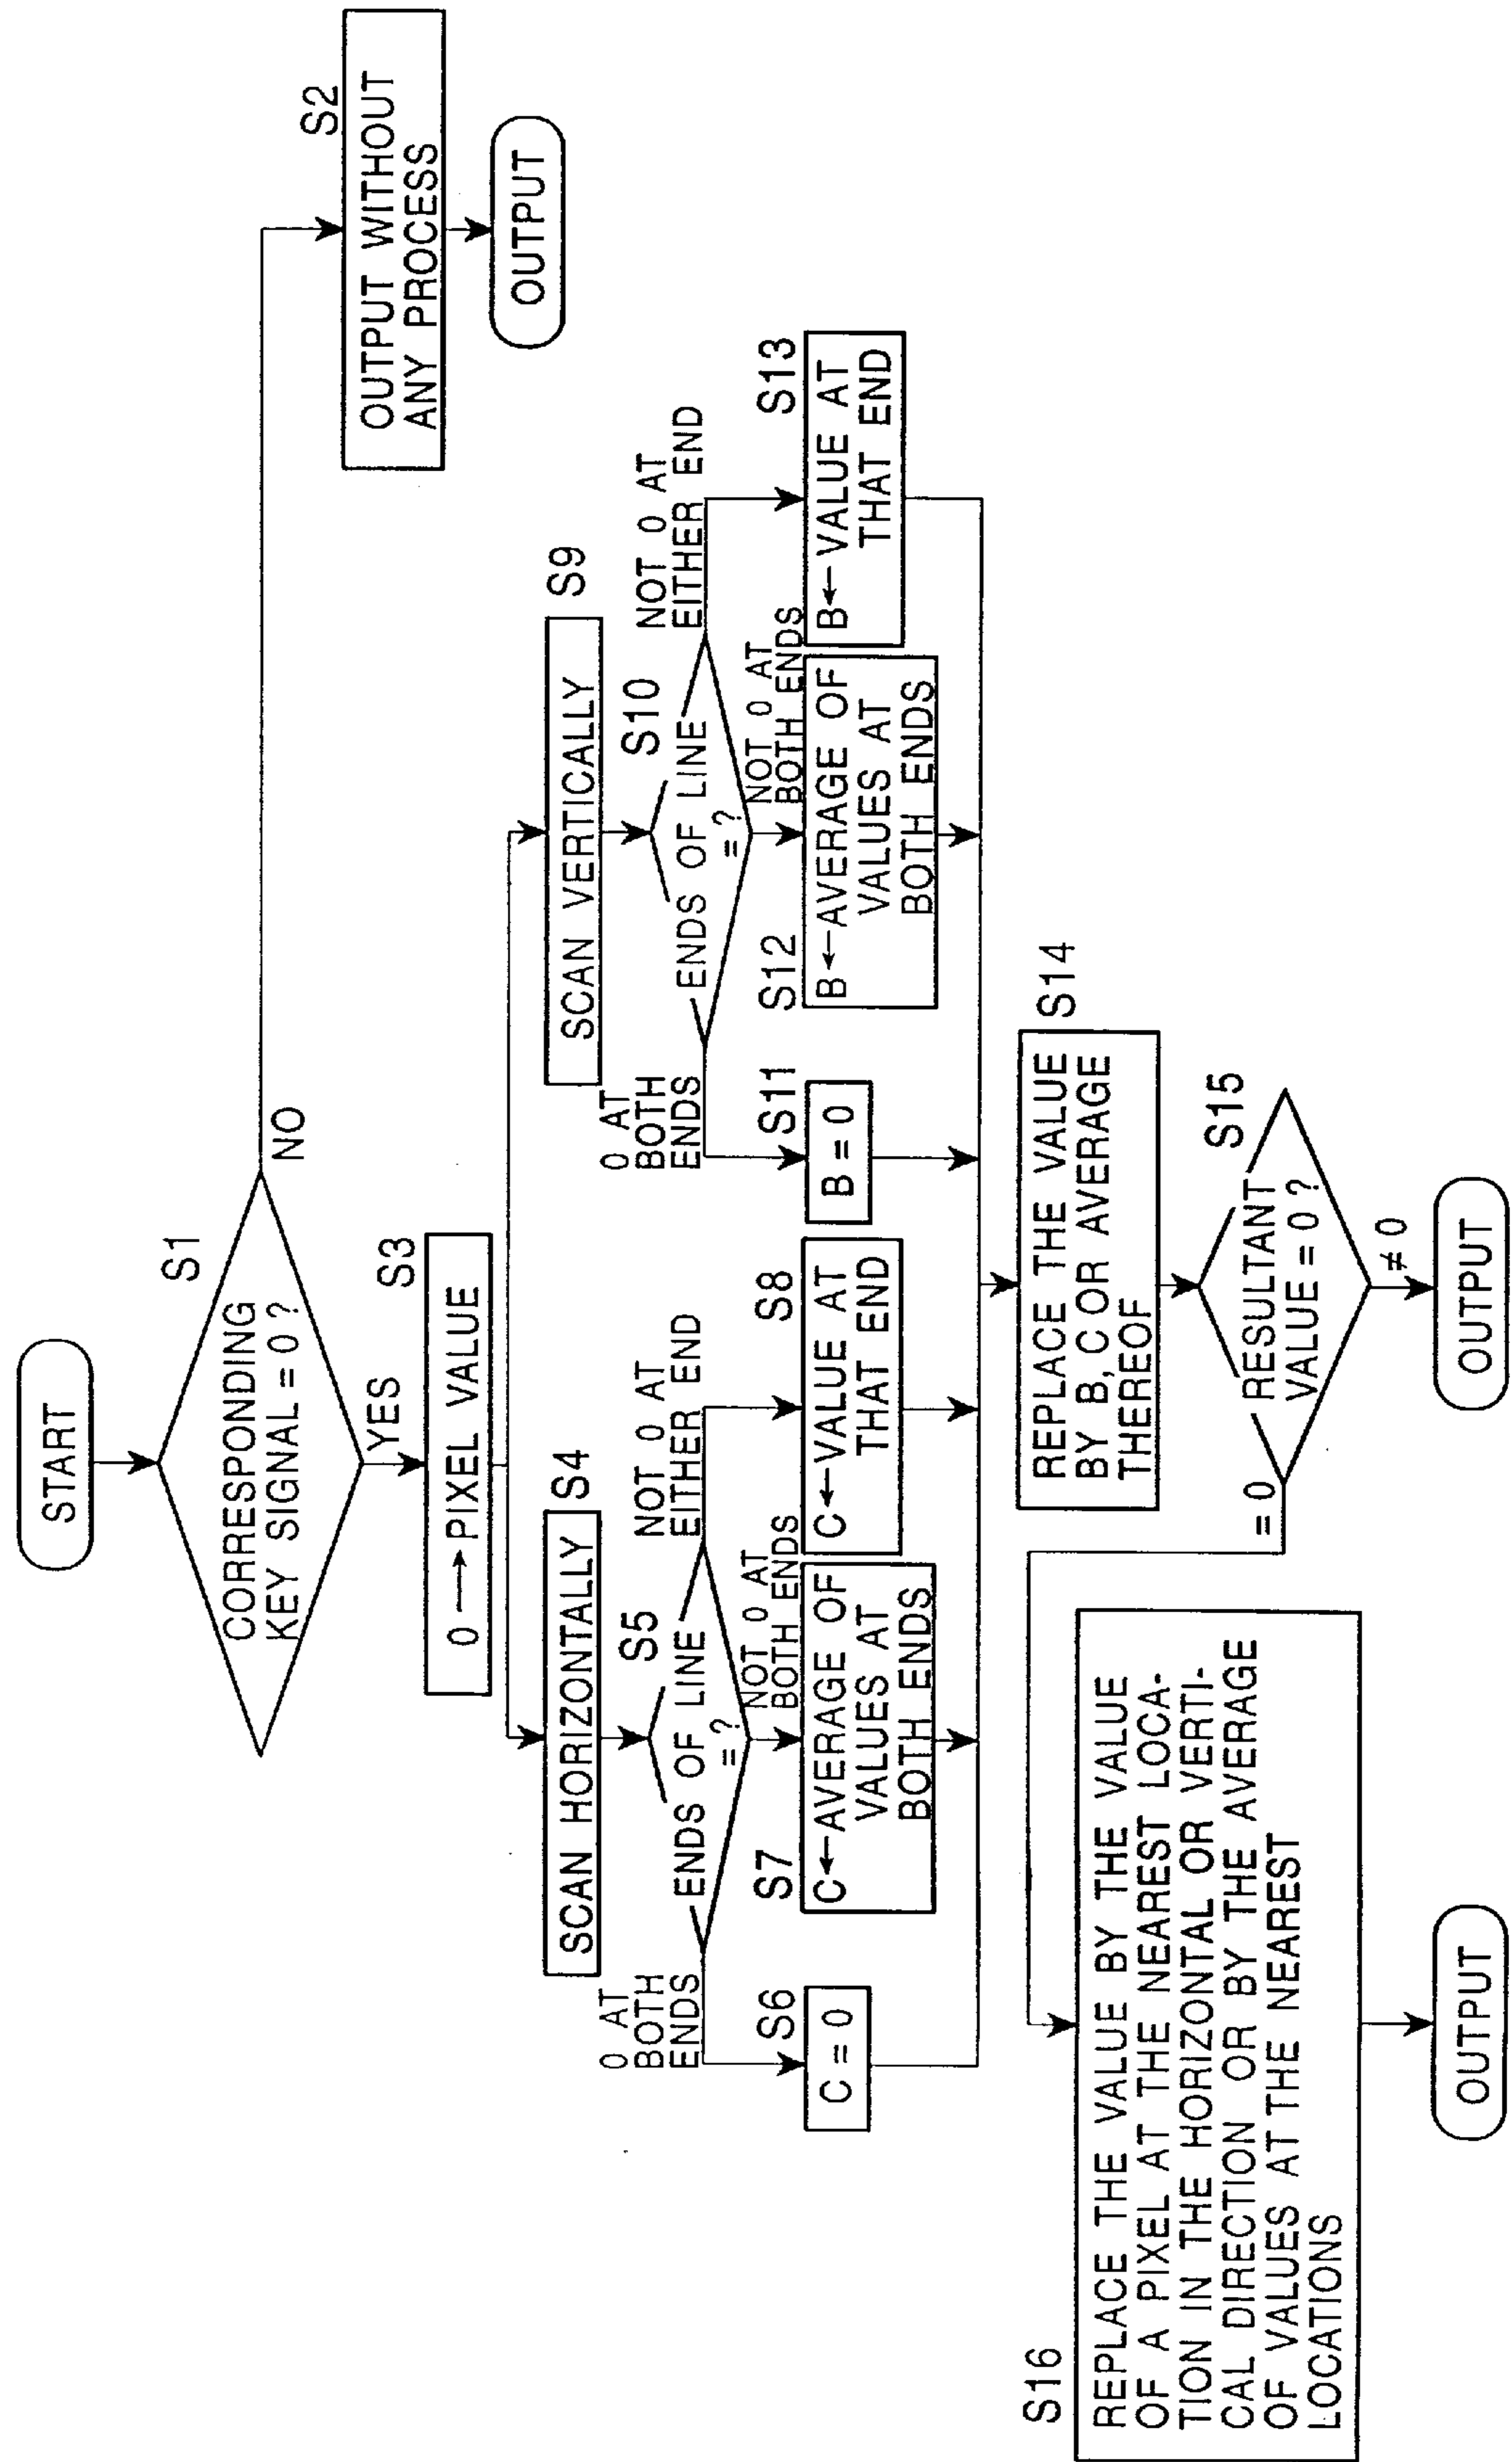 START
S1
CORRESPONDING
KEY SIGNAL = 0 ?
NO
YES
S2
OUTPUT WITHOUT
ANY PROCESS
OUTPUT
S3
0 → PIXEL VALUE
S4
SCAN HORIZONTALLY
S5
ENDS OF LINE
= ?
0 AT
BOTH
ENDS
NOT 0 AT
BOTH ENDS
NOT 0 AT
EITHER END
S6
C = 0
S7
C ← AVERAGE OF
VALUES AT
BOTH ENDS
S8
C ← VALUE AT
THAT END
S9
SCAN VERTICALLY
S10
ENDS OF LINE
= ?
0 AT
BOTH
ENDS
NOT 0 AT
BOTH ENDS
NOT 0 AT
EITHER END
S11
B = 0
S12
B ← AVERAGE OF
VALUES AT
BOTH ENDS
S13
B ← VALUE AT
THAT END
S14
REPLACE THE VALUE
BY B, C OR AVERAGE
THEREOF
S15
RESULTANT
VALUE = 0 ?
= 0
≠ 0
OUTPUT
S16
REPLACE THE VALUE BY THE VALUE
OF A PIXEL AT THE NEAREST LOCA-
TION IN THE HORIZONTAL OR VERTI-
CAL DIRECTION OR BY THE AVERAGE
OF VALUES AT THE NEAREST
LOCATIONS
OUTPUT